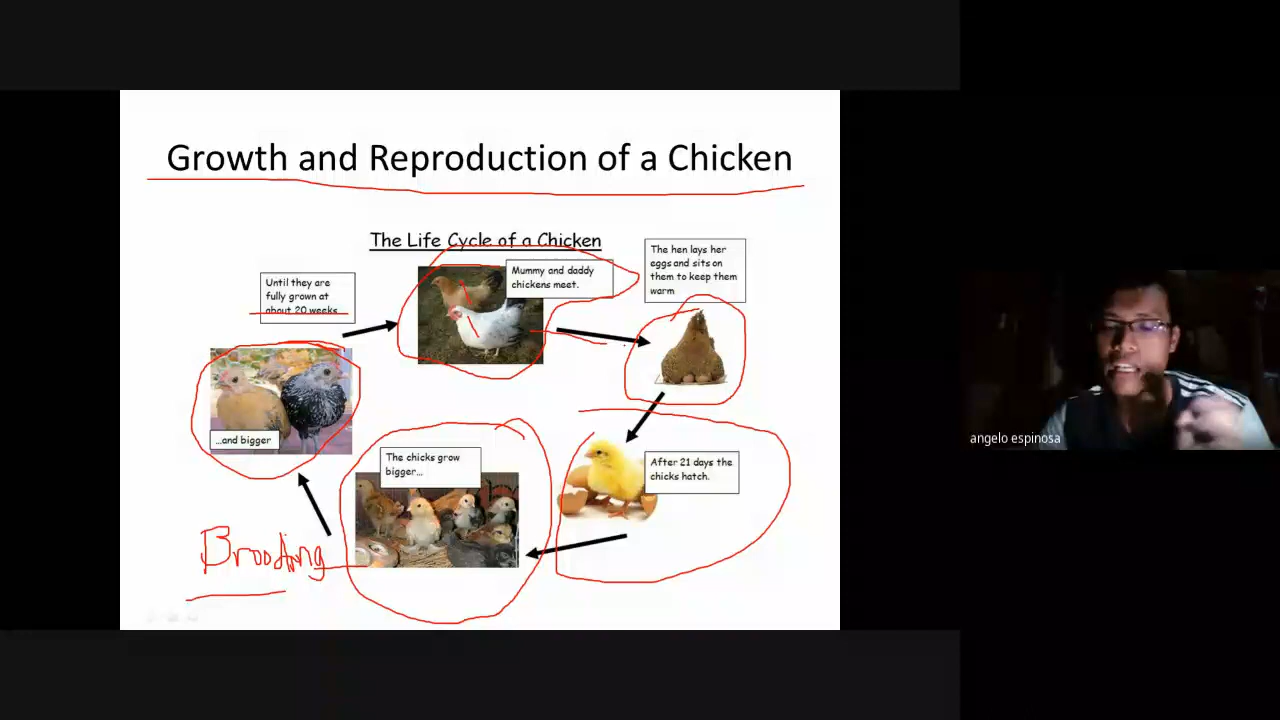 Growth and Reproduction of a Chicken
The Life Cycle of a Chicken
Mummy and daddy
chickens meet.
The hen lays her
eggs and sits on
them to keep them
warm
After 21 days the
chicks hatch.
The chicks grow
bigger...
...and bigger
Until they are
fully grown at
about 20 weeks
Brooding
angelo espinosa